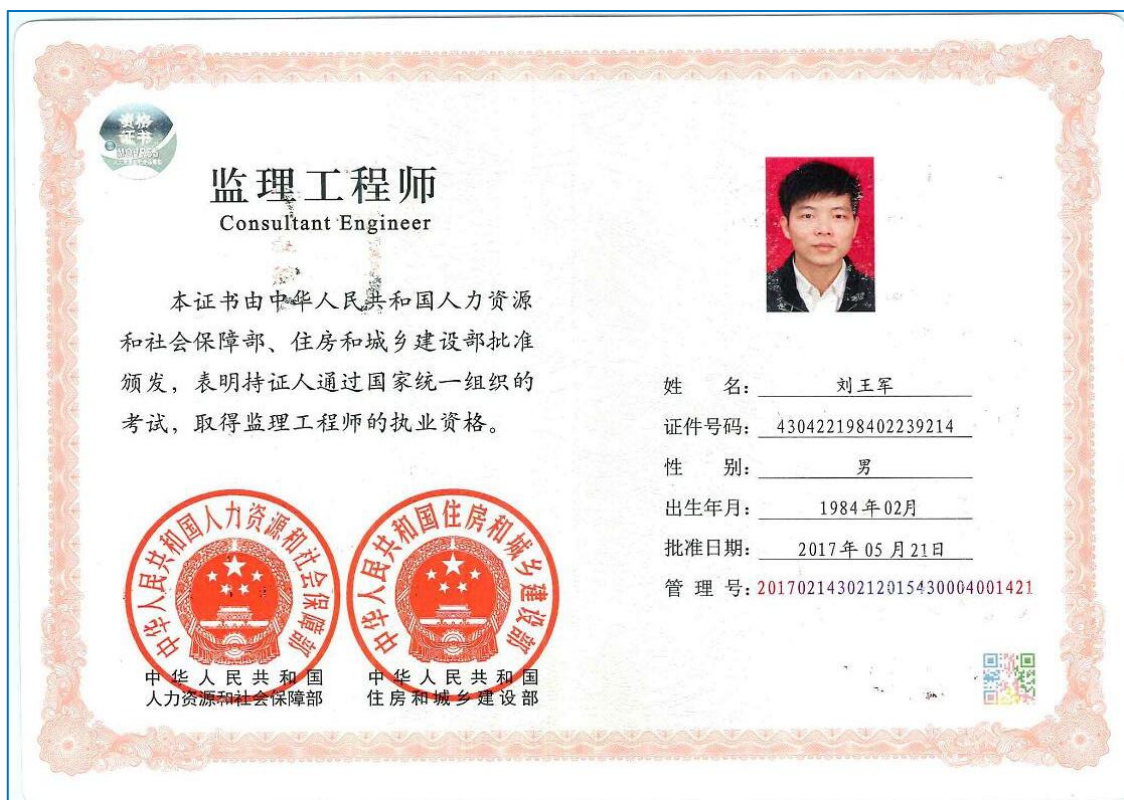 资格
证书
MOHRSS
监理工程师
Consultant Engineer
本证书由中华人民共和国人力资源
和社会保障部、住房和城乡建设部批准
颁发，表明持证人通过国家统一组织的
考试，取得监理工程师的执业资格。
姓 名： 刘王军
证件号码： 430422198402239214
性 别： 男
出生年月： 1984年02月
批准日期： 2017年05月21日
管 理 号： 2017021430212015430004001421
中华人民共和国人力资源和社会保障部
中华人民共和国住房和城乡建设部
中华人民共和国
人力资源和社会保障部
中华人民共和国
住房和城乡建设部